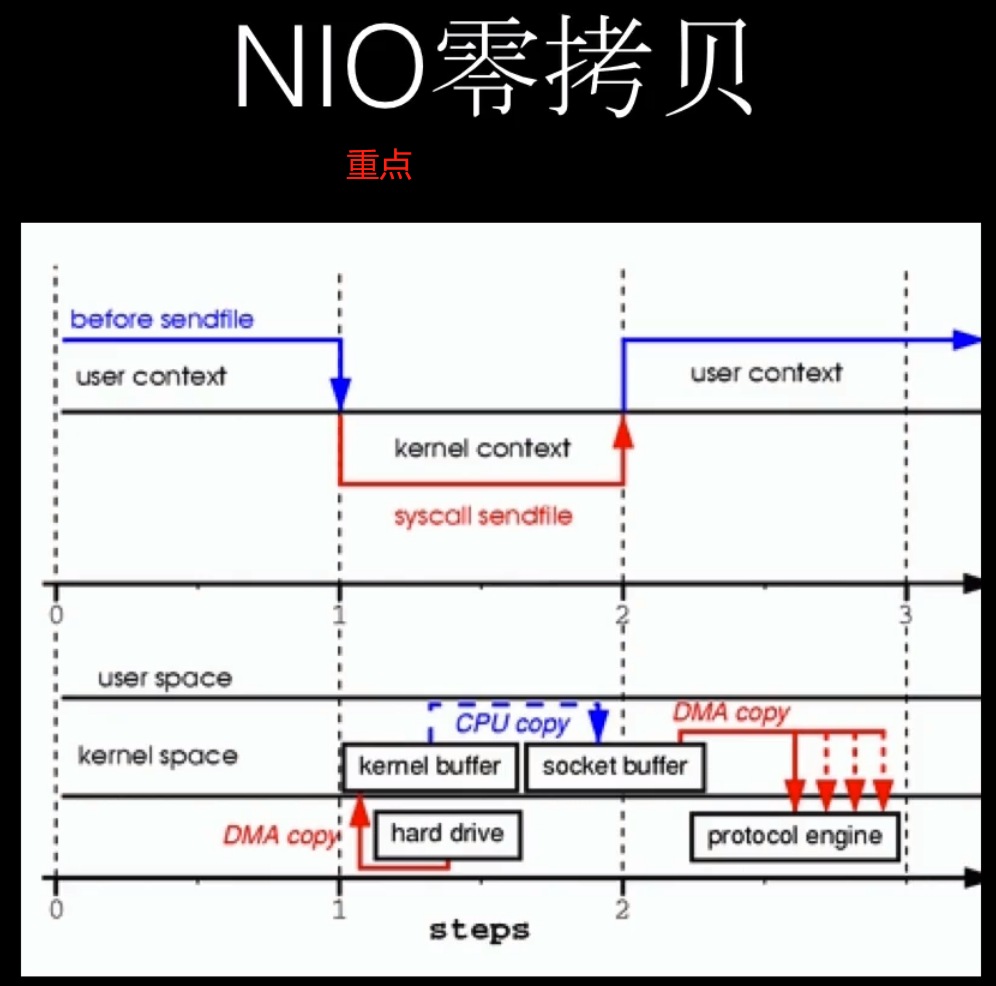 NIO零拷贝
重点
before sendfile
user context
user context
kernel context
syscall sendfile
0 1 2 3
user space
CPU copy
DMA copy
kernel space
kernel buffer
socket buffer
DMA copy
hard drive
protocol engine
0 1 2
steps